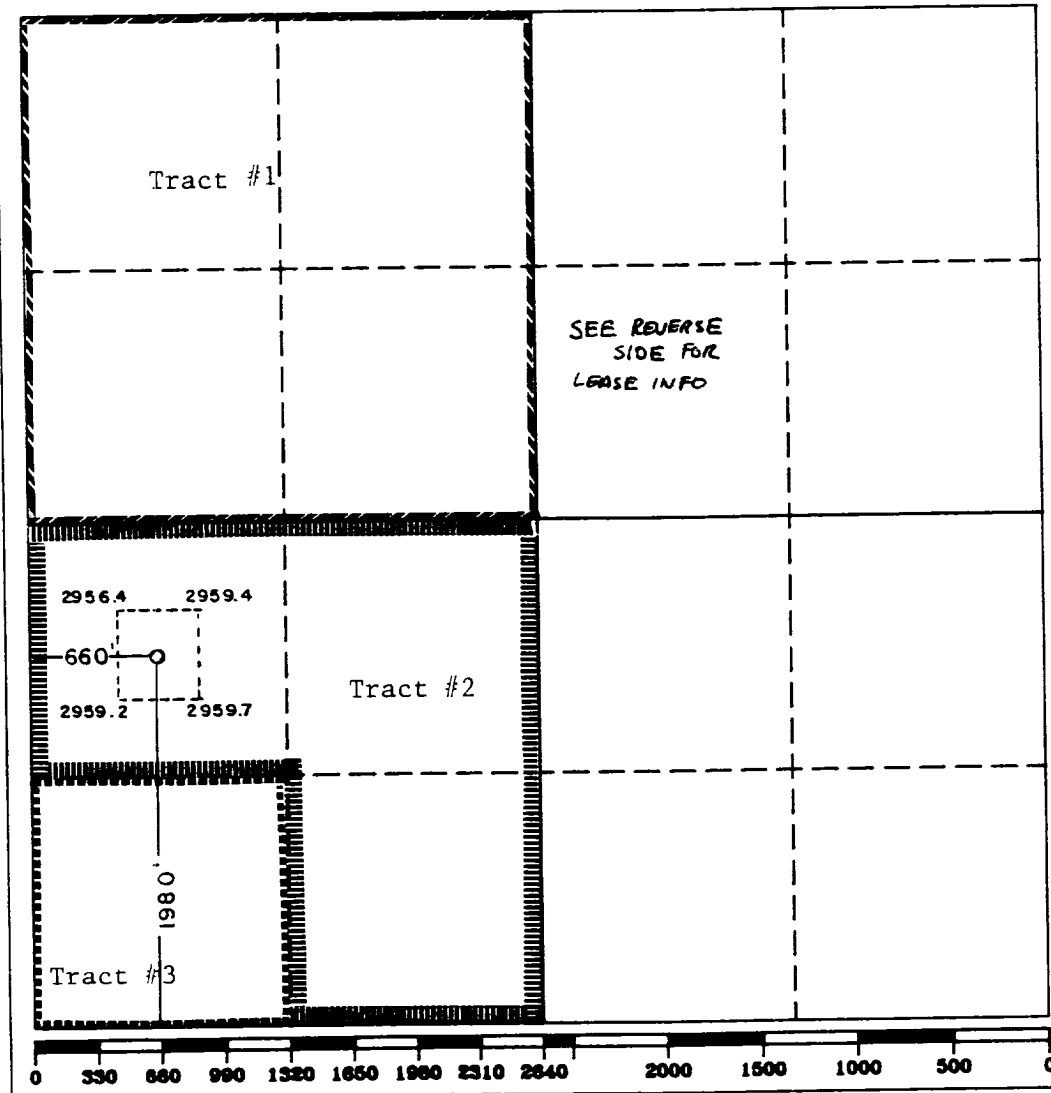 Tract #1
SEE REVERSE
SIDE FOR
LEASE INFO
2956.4 2959.4
660'
2959.2 2959.7
Tract #2
1980'
Tract #3
0 330 660 990 1320 1650 1980 2310 2640 2000 1500 1000 500 0